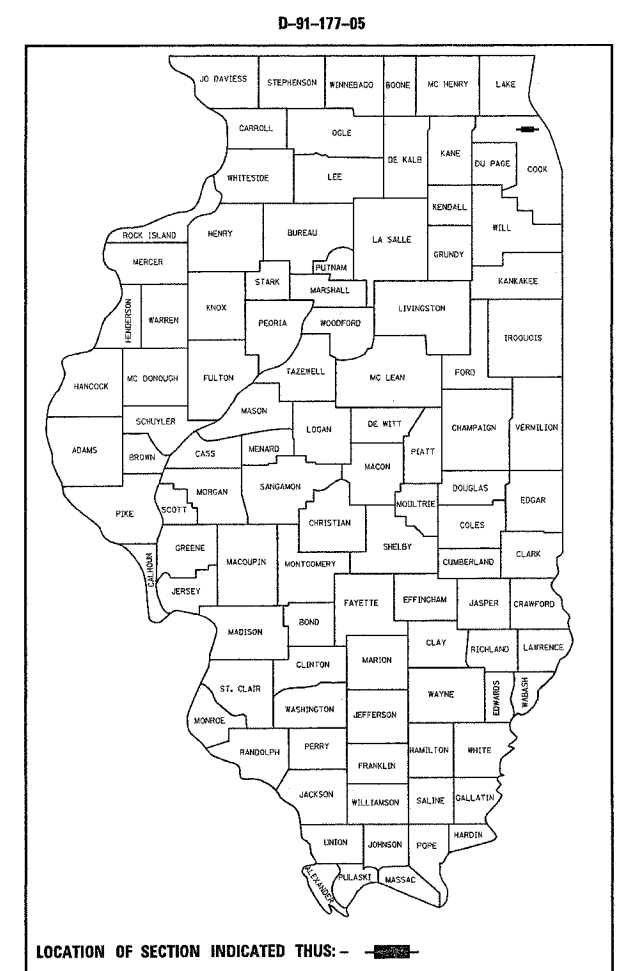 D-91-177-05
JO DAVIESS
STEPHENSON
WINNEBAGO
BOONE
MC HENRY
LAKE
CARROLL
OGLE
DE KALB
KANE
DU PAGE
COOK
WHITESIDE
LEE
KENDALL
WILL
ROCK ISLAND
HENRY
BUREAU
LA SALLE
GRUNDY
MERCER
PUTNAM
STARK
MARSHALL
KANKAKEE
HENDERSON
WARREN
KNOX
PEORIA
WOODFORD
LIVINGSTON
IROQUOIS
HANCOCK
MC DONOUGH
FULTON
TAZEWELL
MC LEAN
FORD
MASON
SCHUYLER
LOGAN
DE WITT
CHAMPAIGN
VERMILION
ADAMS
BROWN
CASS
MENARD
PIATT
MACON
PIKE
SCOTT
MORGAN
SANGAMON
CHRISTIAN
MOULTRIE
DOUGLAS
EDGAR
COLES
CALHOUN
GREENE
MACOUPIN
MONTGOMERY
SHELBY
CUMBERLAND
CLARK
JERSEY
FAYETTE
EFFINGHAM
JASPER
CRAWFORD
MADISON
BOND
CLAY
RICHLAND
LAWRENCE
CLINTON
MARION
ST. CLAIR
WAYNE
EDWARDS
WABASH
MONROE
WASHINGTON
JEFFERSON
RANDOLPH
PERRY
HAMILTON
WHITE
FRANKLIN
JACKSON
WILLIAMSON
SALINE
GALLATIN
UNION
JOHNSON
POPE
HARDIN
ALEXANDER
PULASKI
MASSAC
LOCATION OF SECTION INDICATED THUS: -